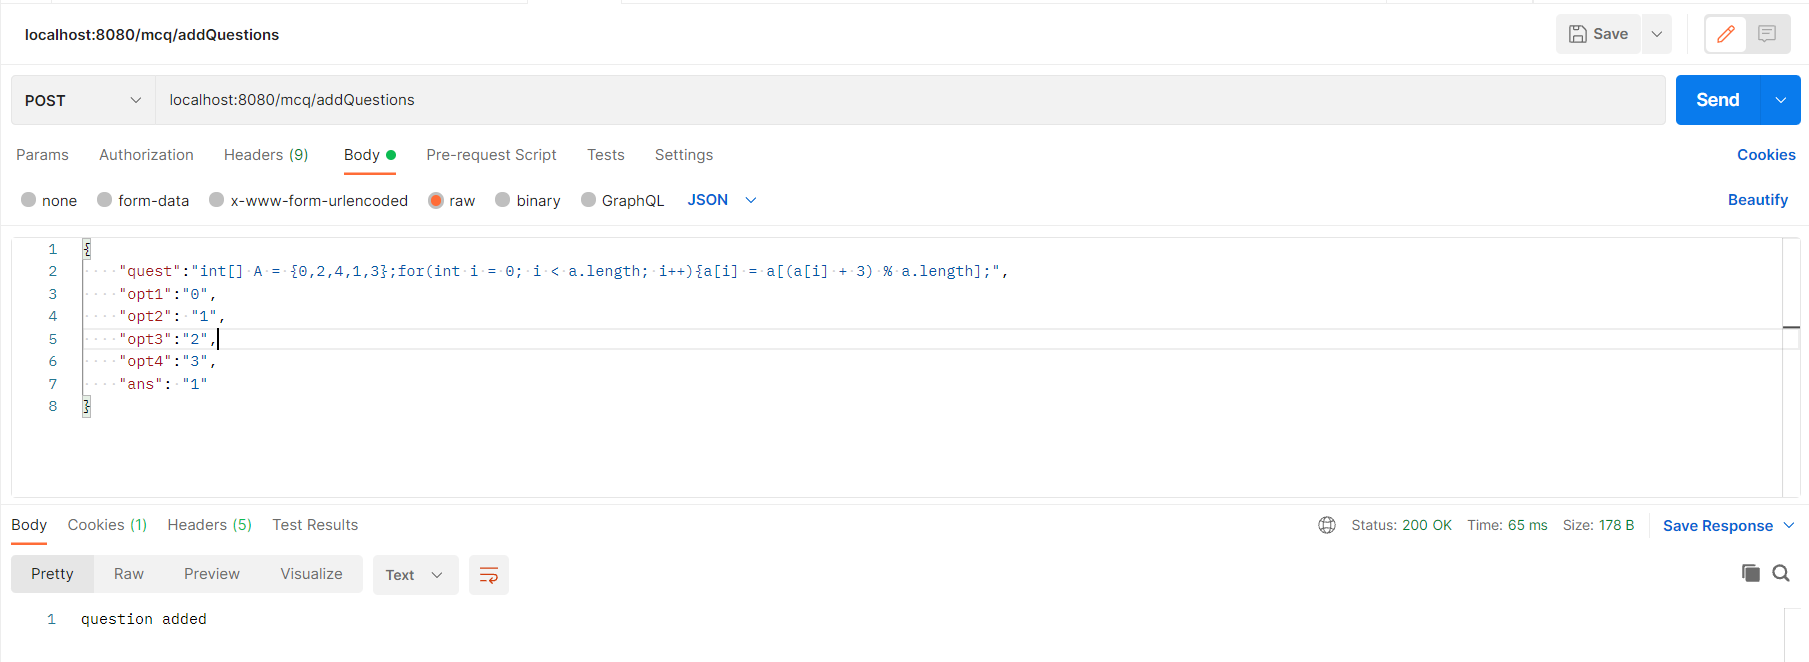 localhost:8080/mcq/addQuestions
Save
POST localhost:8080/mcq/addQuestions Send
Params Authorization Headers (9) Body Pre-request Script Tests Settings Cookies
none form-data x-www-form-urlencoded raw binary GraphQL JSON Beautify
1 {
2 "quest":"int[] A = {0,2,4,1,3};for(int i = 0; i < a.length; i++){a[i] = a[(a[i] + 3) % a.length];",
3 "opt1":"0",
4 "opt2": "1",
5 "opt3":"2",
6 "opt4":"3",
7 "ans": "1"
8 }
Body Cookies (1) Headers (5) Test Results Status: 200 OK Time: 65 ms Size: 178 B Save Response
Pretty Raw Preview Visualize Text
1 question added